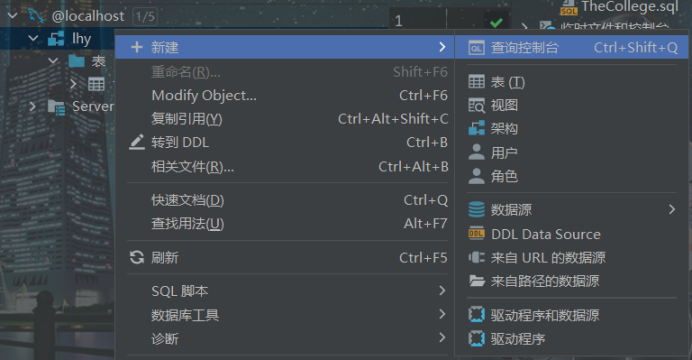 @localhost 1/5
1
TheCollege.sql
临时文件和控制台
lhy
表
Server
新建
重命名(R)... Shift+F6
Modify Object... Ctrl+F6
复制引用(Y) Ctrl+Alt+Shift+C
转到 DDL Ctrl+B
相关文件(R)... Ctrl+Alt+B
快速文档(D) Ctrl+Q
查找用法(U) Alt+F7
刷新 Ctrl+F5
SQL 脚本
数据库工具
诊断
查询控制台 Ctrl+Shift+Q
表 (T)
视图
架构
用户
角色
数据源
DDL Data Source
来自 URL 的数据源
来自路径的数据源
驱动程序和数据源
驱动程序